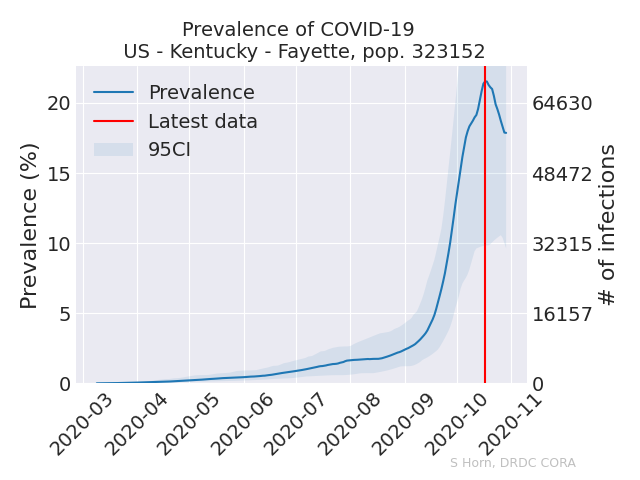 Prevalence of COVID-19
US - Kentucky - Fayette, pop. 323152
Prevalence
Latest data
95CI
Prevalence (%)
20
15
10
5
0
64630
48472
32315
16157
0
# of infections
2020-03
2020-04
2020-05
2020-06
2020-07
2020-08
2020-09
2020-10
2020-11
S Horn, DRDC CORA